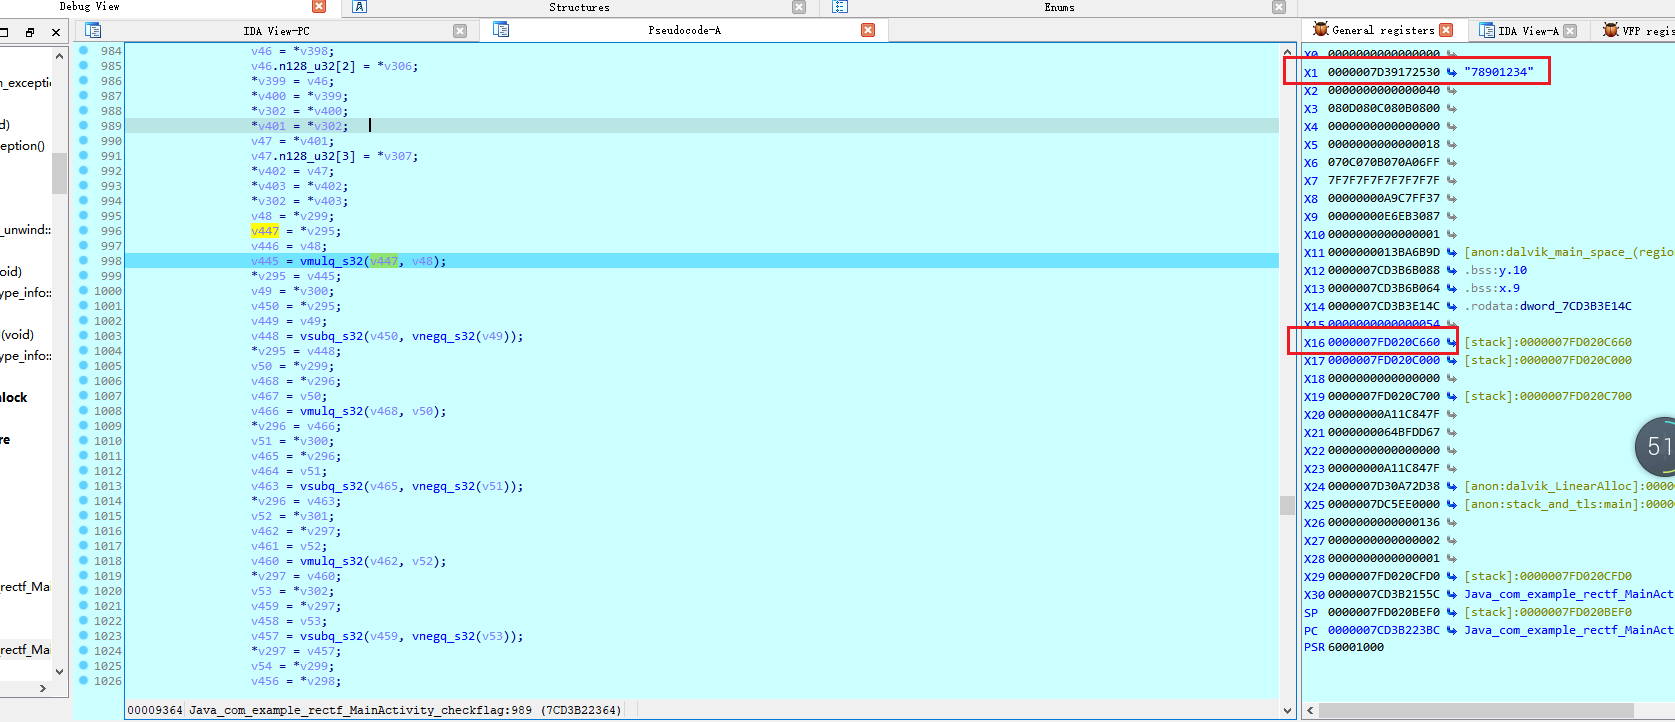 Debug View
Structures
Enums
IDA View-PC
Pseudocode-A
General registers
IDA View-A
VFP regis
m_exceptio
d)
eption()
_unwind::
oid)
ype_info::
(void)
ype_info::
lock
re
_rectf_Mai
_rectf_Mai
984 v46 = *v398;
985 v46.n128_u32[2] = *v306;
986 *v399 = v46;
987 *v400 = *v399;
988 *v302 = *v400;
989 *v401 = *v302;
990 v47 = *v401;
991 v47.n128_u32[3] = *v307;
992 *v402 = v47;
993 *v403 = *v402;
994 *v302 = *v403;
995 v48 = *v299;
996 v447 = *v295;
997 v446 = v48;
998 v445 = vmulq_s32(v447, v48);
999 *v295 = v445;
1000 v49 = *v300;
1001 v450 = *v295;
1002 v449 = v49;
1003 v448 = vsubq_s32(v450, vnegq_s32(v49));
1004 *v295 = v448;
1005 v50 = *v299;
1006 v468 = *v296;
1007 v467 = v50;
1008 v466 = vmulq_s32(v468, v50);
1009 *v296 = v466;
1010 v51 = *v300;
1011 v465 = *v296;
1012 v464 = v51;
1013 v463 = vsubq_s32(v465, vnegq_s32(v51));
1014 *v296 = v463;
1015 v52 = *v301;
1016 v462 = *v297;
1017 v461 = v52;
1018 v460 = vmulq_s32(v462, v52);
1019 *v297 = v460;
1020 v53 = *v302;
1021 v459 = *v297;
1022 v458 = v53;
1023 v457 = vsubq_s32(v459, vnegq_s32(v53));
1024 *v297 = v457;
1025 v54 = *v299;
1026 v456 = *v298;
00009364 Java_com_example_rectf_MainActivity_checkflag:989 (7CD3B22364)
X0 0000000000000000
X1 0000007D39172530 "78901234"
X2 0000000000000040
X3 080D080C080B0800
X4 0000000000000000
X5 0000000000000018
X6 070C070B070A06FF
X7 7F7F7F7F7F7F7F7F
X8 00000000A9C7FF37
X9 00000000E6EB3087
X10 0000000000000001
X11 0000000013BA6B9D [anon:dalvik_main_space_(regio
X12 0000007CD3B6B088 .bss:y.10
X13 0000007CD3B6B064 .bss:x.9
X14 0000007CD3B3E14C .rodata:dword_7CD3B3E14C
X15 0000000000000054
X16 0000007FD020C660 [stack]:0000007FD020C660
X17 0000007FD020C000 [stack]:0000007FD020C000
X18 0000000000000000
X19 0000007FD020C700 [stack]:0000007FD020C700
X20 00000000A11C847F
X21 0000000064BFDD67
X22 0000000000000000
X23 00000000A11C847F
X24 0000007D30A72D38 [anon:dalvik_LinearAlloc]:0000
X25 0000007DC5EE0000 [anon:stack_and_tls:main]:0000
X26 0000000000000136
X27 0000000000000002
X28 0000000000000001
X29 0000007FD020CFD0 [stack]:0000007FD020CFD0
X30 0000007CD3B2155C Java_com_example_rectf_MainAct
SP 0000007FD020BEF0 [stack]:0000007FD020BEF0
PC 0000007CD3B223BC Java_com_example_rectf_MainAct
PSR 60001000
51